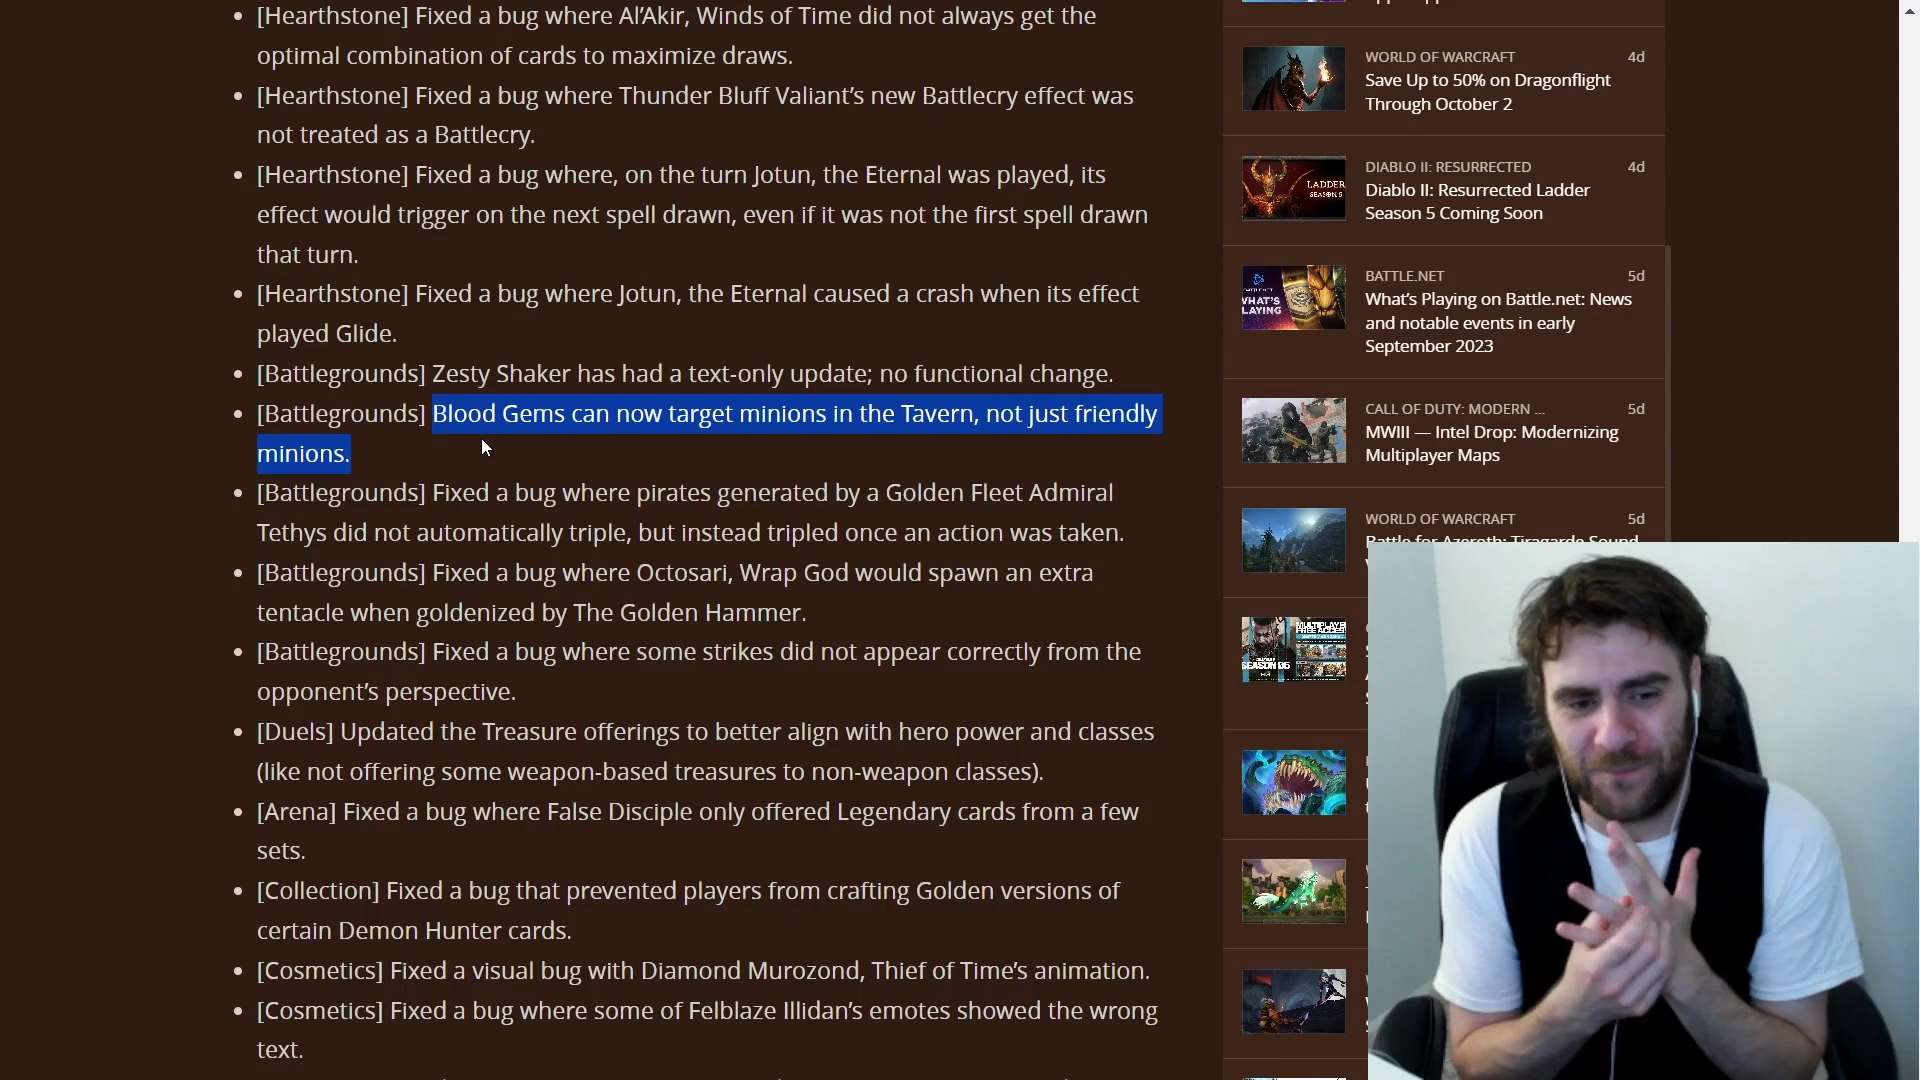 [Hearthstone] Fixed a bug where Al’Akir, Winds of Time did not always get the
optimal combination of cards to maximize draws.
[Hearthstone] Fixed a bug where Thunder Bluff Valiant’s new Battlecry effect was
not treated as a Battlecry.
[Hearthstone] Fixed a bug where, on the turn Jotun, the Eternal was played, its
effect would trigger on the next spell drawn, even if it was not the first spell drawn
that turn.
[Hearthstone] Fixed a bug where Jotun, the Eternal caused a crash when its effect
played Glide.
[Battlegrounds] Zesty Shaker has had a text-only update; no functional change.
[Battlegrounds] Blood Gems can now target minions in the Tavern, not just friendly
minions.
[Battlegrounds] Fixed a bug where pirates generated by a Golden Fleet Admiral
Tethys did not automatically triple, but instead tripled once an action was taken.
[Battlegrounds] Fixed a bug where Octosari, Wrap God would spawn an extra
tentacle when goldenized by The Golden Hammer.
[Battlegrounds] Fixed a bug where some strikes did not appear correctly from the
opponent’s perspective.
[Duels] Updated the Treasure offerings to better align with hero power and classes
(like not offering some weapon-based treasures to non-weapon classes).
[Arena] Fixed a bug where False Disciple only offered Legendary cards from a few
sets.
[Collection] Fixed a bug that prevented players from crafting Golden versions of
certain Demon Hunter cards.
[Cosmetics] Fixed a visual bug with Diamond Murozond, Thief of Time’s animation.
[Cosmetics] Fixed a bug where some of Felblaze Illidan’s emotes showed the wrong
text.
WORLD OF WARCRAFT 4d
Save Up to 50% on Dragonflight
Through October 2
LADDER
SEASON 5
DIABLO II: RESURRECTED 4d
Diablo II: Resurrected Ladder
Season 5 Coming Soon
WHAT'S
PLAYING
BATTLE.NET 5d
What’s Playing on Battle.net: News
and notable events in early
September 2023
CALL OF DUTY: MODERN ... 5d
MWIII — Intel Drop: Modernizing
Multiplayer Maps
WORLD OF WARCRAFT 5d
Battle for Azeroth: Tiragarde Sound
MULTIPLAYER
FREE ACCESS
SEASON 05